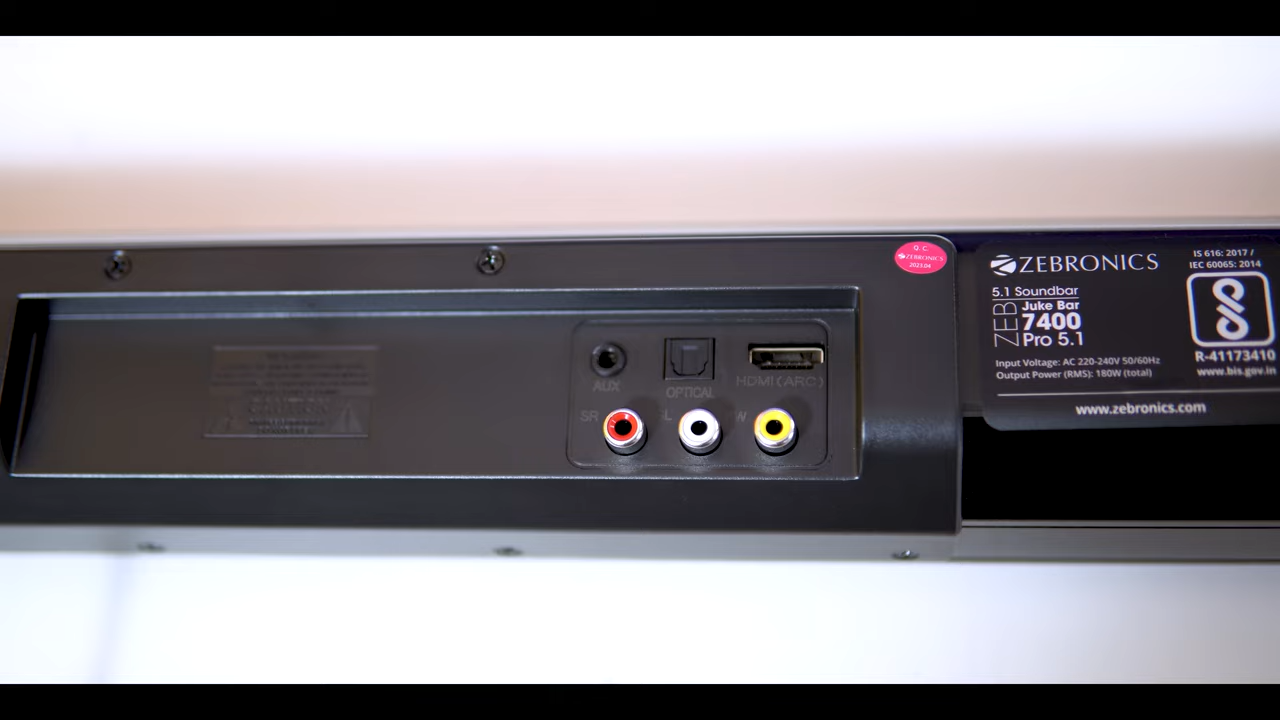 Q. C.
ZEBRONICS
2023.04
AUX
OPTICAL
HDMI(ARC)
SR
SL
W
ZEBRONICS
5.1 Soundbar
ZEB
Juke Bar
7400
Pro 5.1
Input Voltage: AC 220-240V 50/60Hz
Output Power (RMS): 180W (total)
IS 616: 2017 /
IEC 60065: 2014
R-41173410
www.bis.gov.in
www.zebronics.com